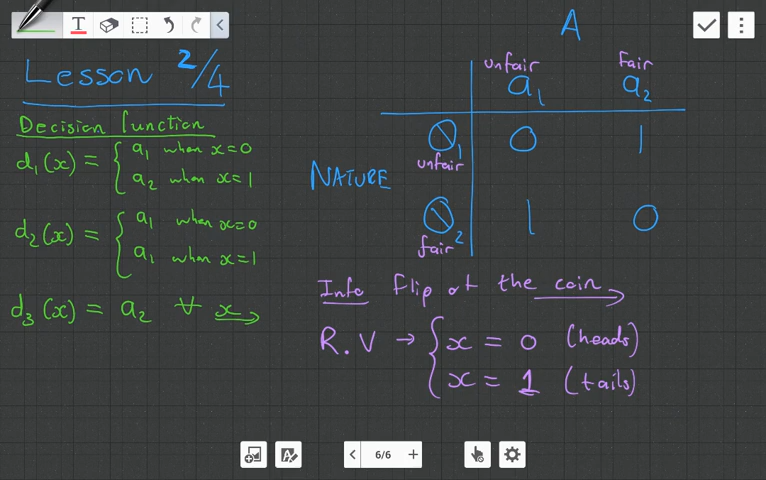 T
Lesson 2/4
Decision function
d₁(x) = { a₁ when x=0
a₂ when x=1
d₂(x) = { a₁ when x=0
a₁ when x=1
d₃(x) = a₂ ∀ x
A
unfair fair
a₁ a₂
NATURE
θ₁ 0 1
unfair
θ₂ 1 0
fair
Info flip of the coin
R.V → { x = 0 (heads)
x = 1 (tails)
6/6